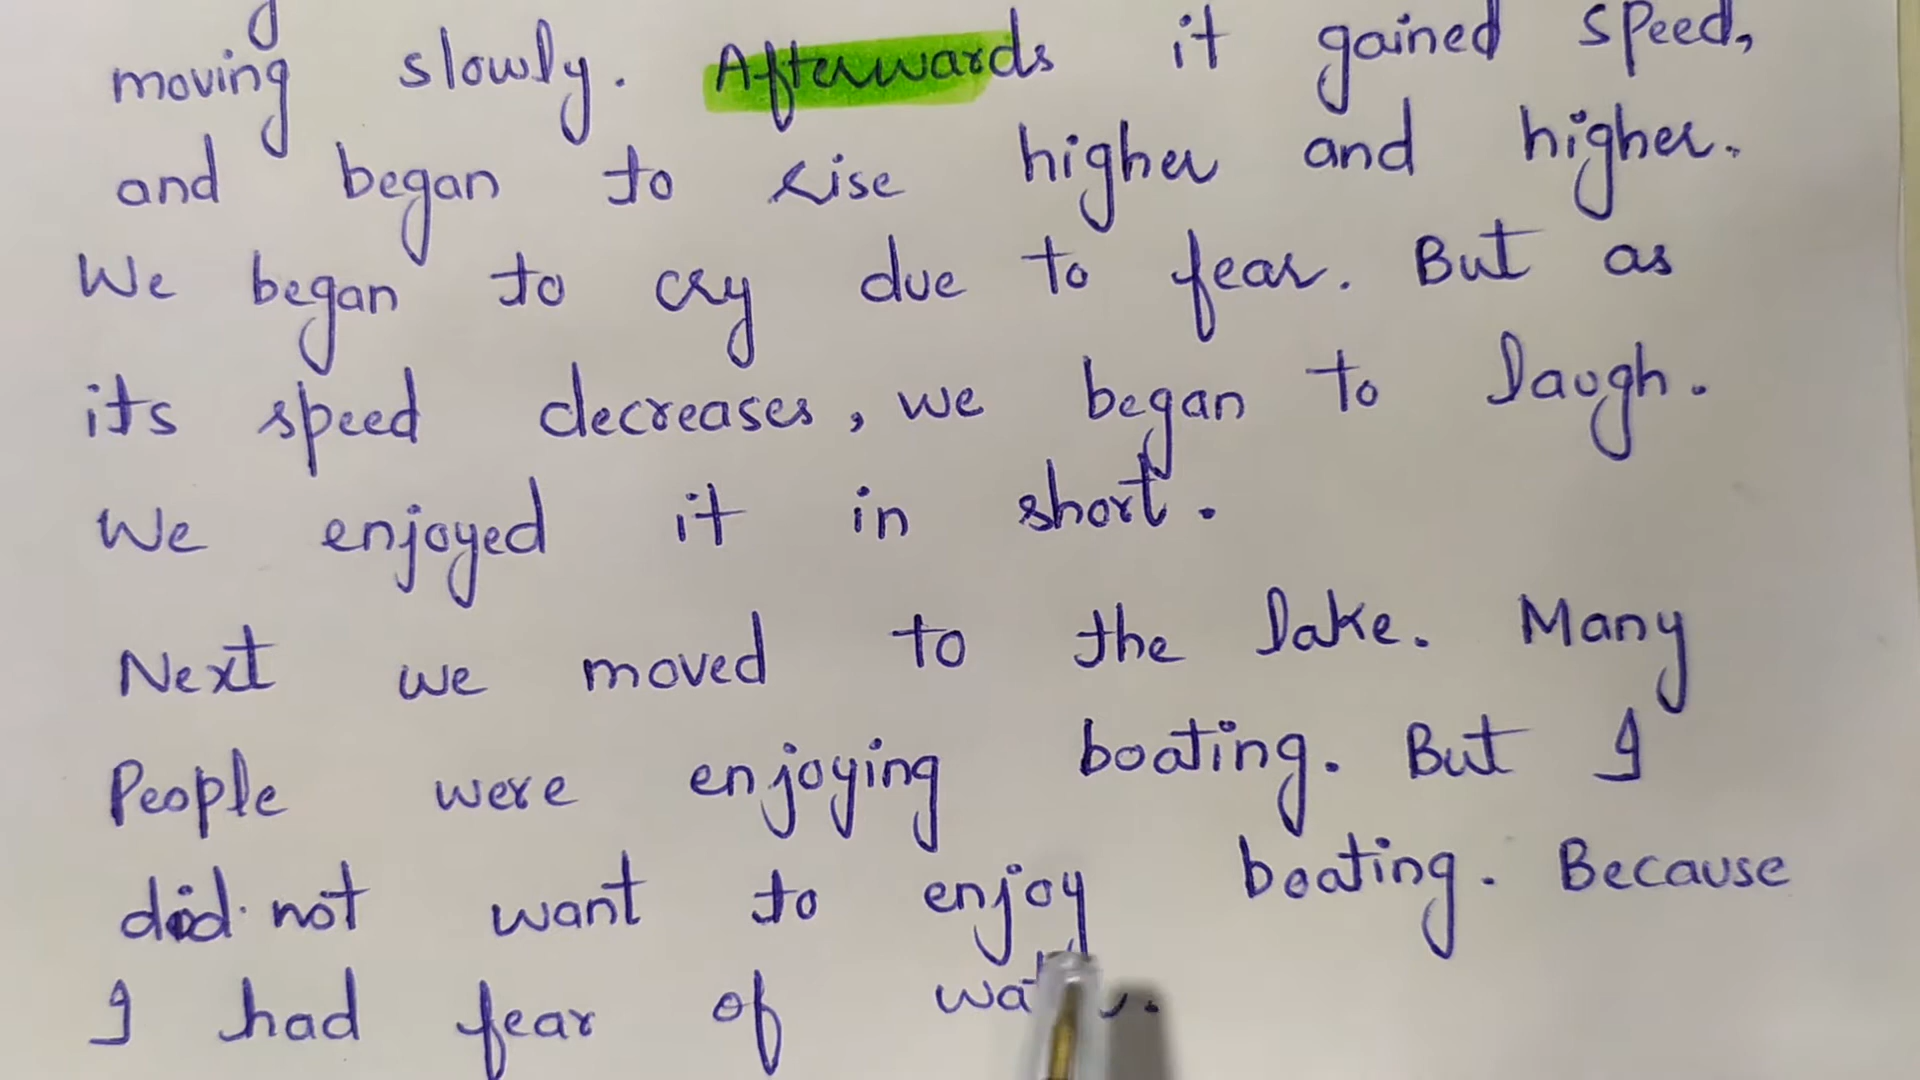 moving slowly. Afterwards it gained speed,
and began to rise higher and higher.
We began to cry due to fear. But as
its speed decreases, we began to laugh.
We enjoyed it in short.
Next we moved to the lake. Many
People were enjoying boating. But I
did not want to enjoy boating. Because
I had fear of